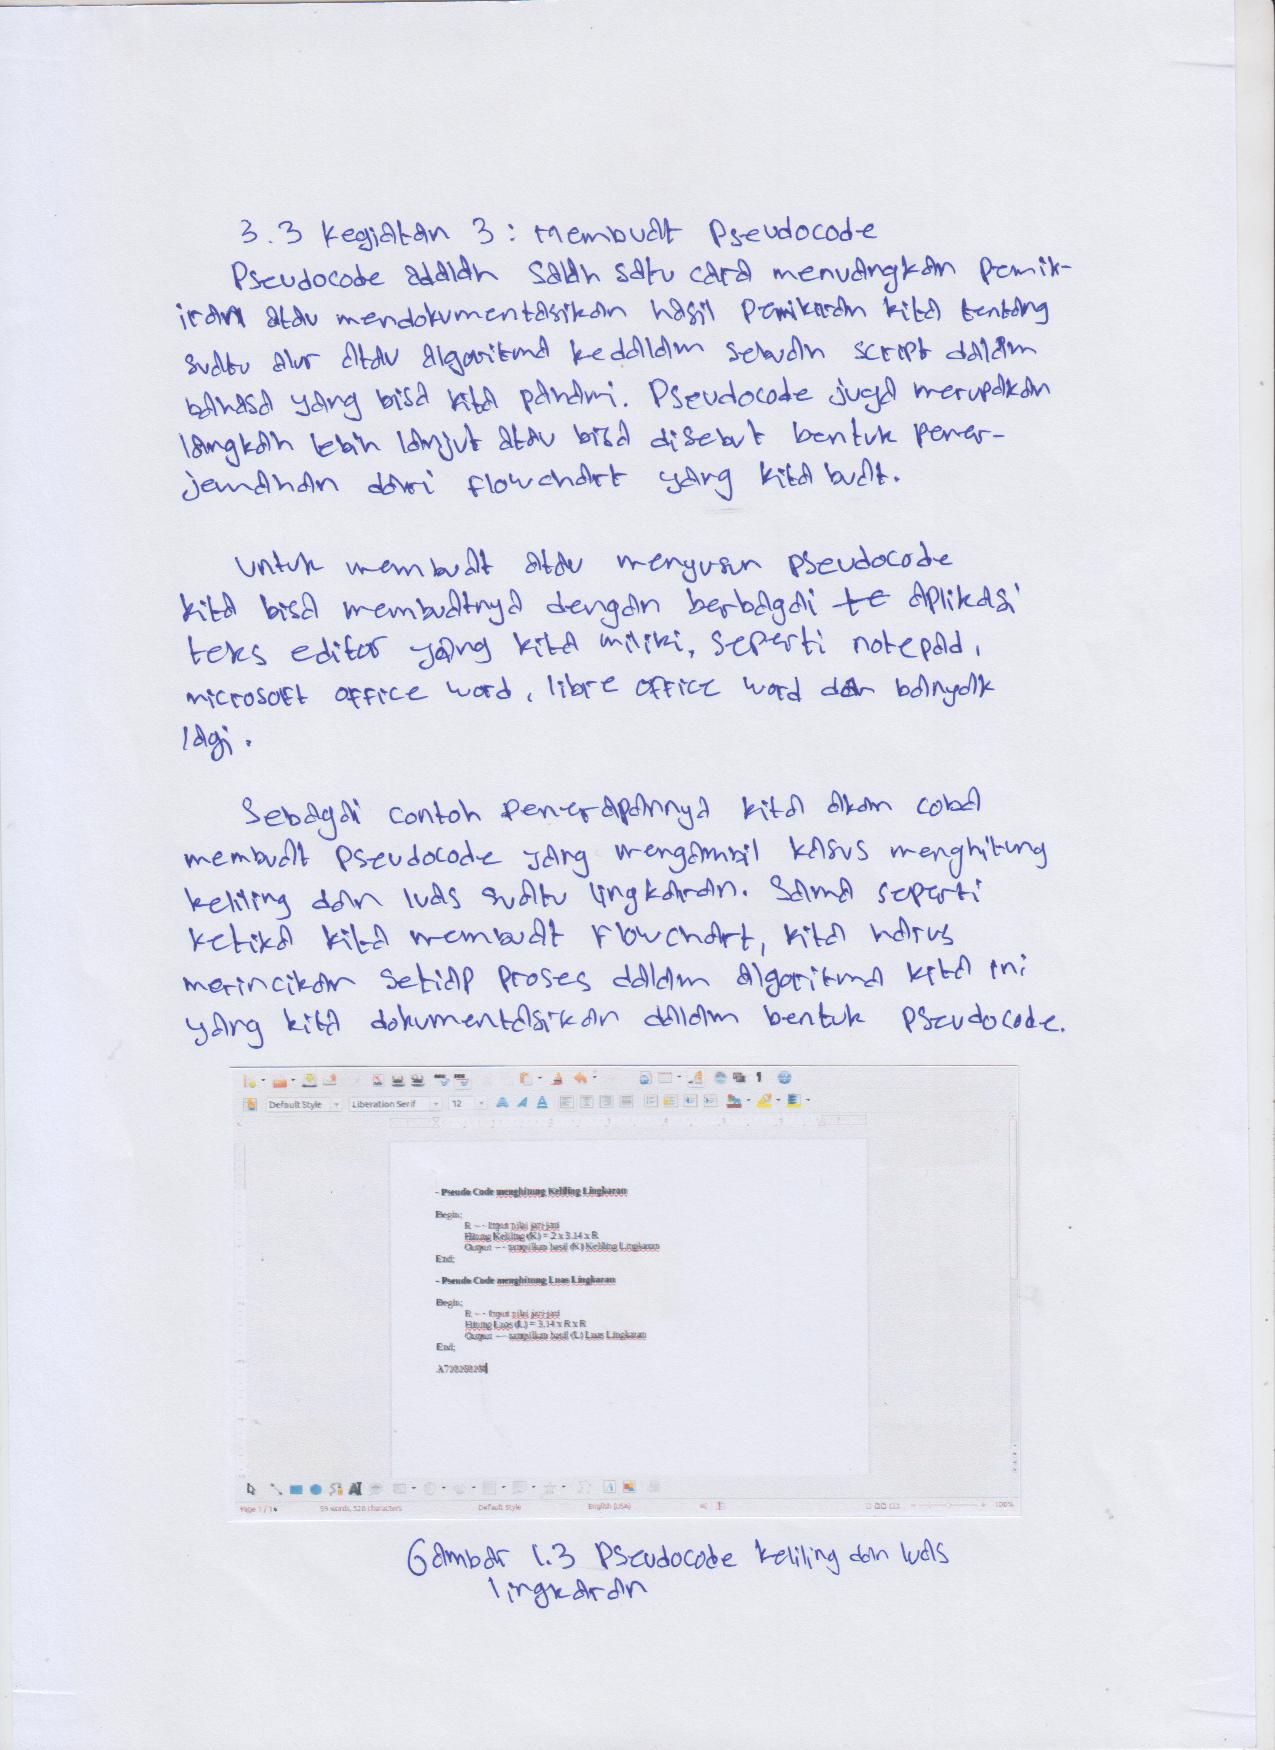 3.3 Kegiatan 3 : Membuat Pseudocode
Pseudocode adalah salah satu cara menuangkan pemik-
iran atau mendokumentasikan hasil pemikiran kita tentang
suatu alur atau algoritma kedalam sebuah script dalam
bahasa yang bisa kita pahami. Pseudocode juga merupakan
langkah lebih lanjut atau bisa disebut bentuk pener-
jemahan dari flowchart yang kita buat.
Untuk membuat atau menyusun pseudocode
kita bisa membuatnya dengan berbagai te aplikasi
teks editor yang kita miliki, seperti notepad,
microsoft office word, libre office word dan banyak
lagi.
Sebagai contoh penerapannya kita akan coba
membuat pseudocode yang mengambil kasus menghitung
keliling dan luas suatu lingkaran. Sama seperti
ketika kita membuat flowchart, kita harus
merincikan setiap proses dalam algoritma kita ini
yang kita dokumentasikan dalam bentuk pseudocode.
Default Style Liberation Serif 12
- Pseudo Code menghitung Keliling Lingkaran
Begin;
R --- Input nilai jari-jari
Hitung Keliling (K) = 2 x 3.14 x R
Output --- tampilkan hasil (K) Keliling Lingkaran
End;
- Pseudo Code menghitung Luas Lingkaran
Begin;
R --- Input nilai jari-jari
Hitung Luas (L) = 3.14 x R x R
Output --- tampilkan hasil (L) Luas Lingkaran
End;
Page 1 / 1 59 words, 328 characters Default Style English (USA) 100%
Gambar 1.3 Pseudocode keliling dan luas
lingkaran